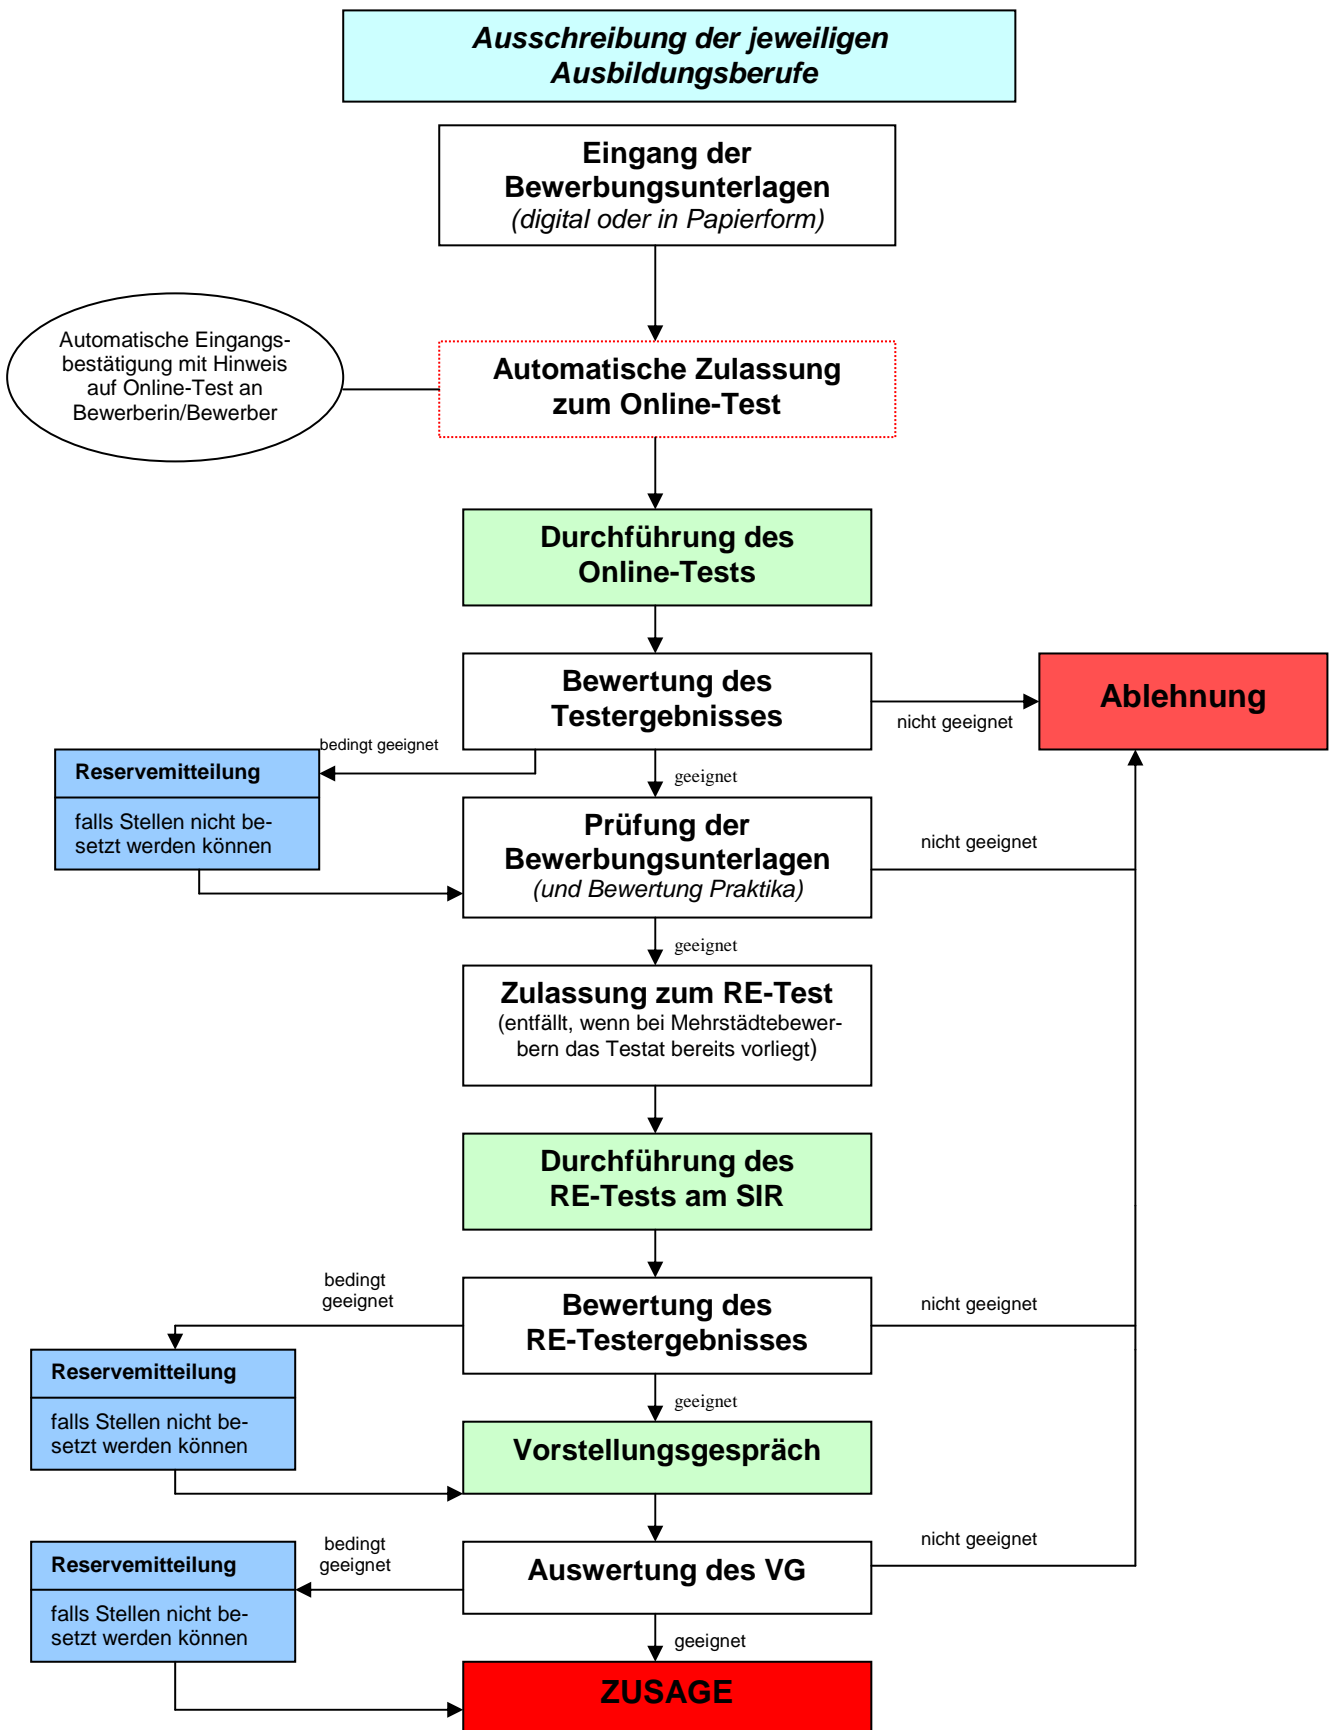 Ausschreibung der jeweiligen
Ausbildungsberufe
Eingang der
Bewerbungsunterlagen
(digital oder in Papierform)
Automatische Eingangs-
bestätigung mit Hinweis
auf Online-Test an
Bewerberin/Bewerber
Automatische Zulassung
zum Online-Test
Durchführung des
Online-Tests
Bewertung des
Testergebnisses
nicht geeignet
Ablehnung
bedingt geeignet
geeignet
Reservemitteilung
falls Stellen nicht be-
setzt werden können
Prüfung der
Bewerbungsunterlagen
(und Bewertung Praktika)
nicht geeignet
geeignet
Zulassung zum RE-Test
(entfällt, wenn bei Mehrstädtebewer-
bern das Testat bereits vorliegt)
Durchführung des
RE-Tests am SIR
bedingt
geeignet
Bewertung des
RE-Testergebnisses
nicht geeignet
geeignet
Reservemitteilung
falls Stellen nicht be-
setzt werden können
Vorstellungsgespräch
bedingt
geeignet
Auswertung des VG
nicht geeignet
Reservemitteilung
falls Stellen nicht be-
setzt werden können
geeignet
ZUSAGE